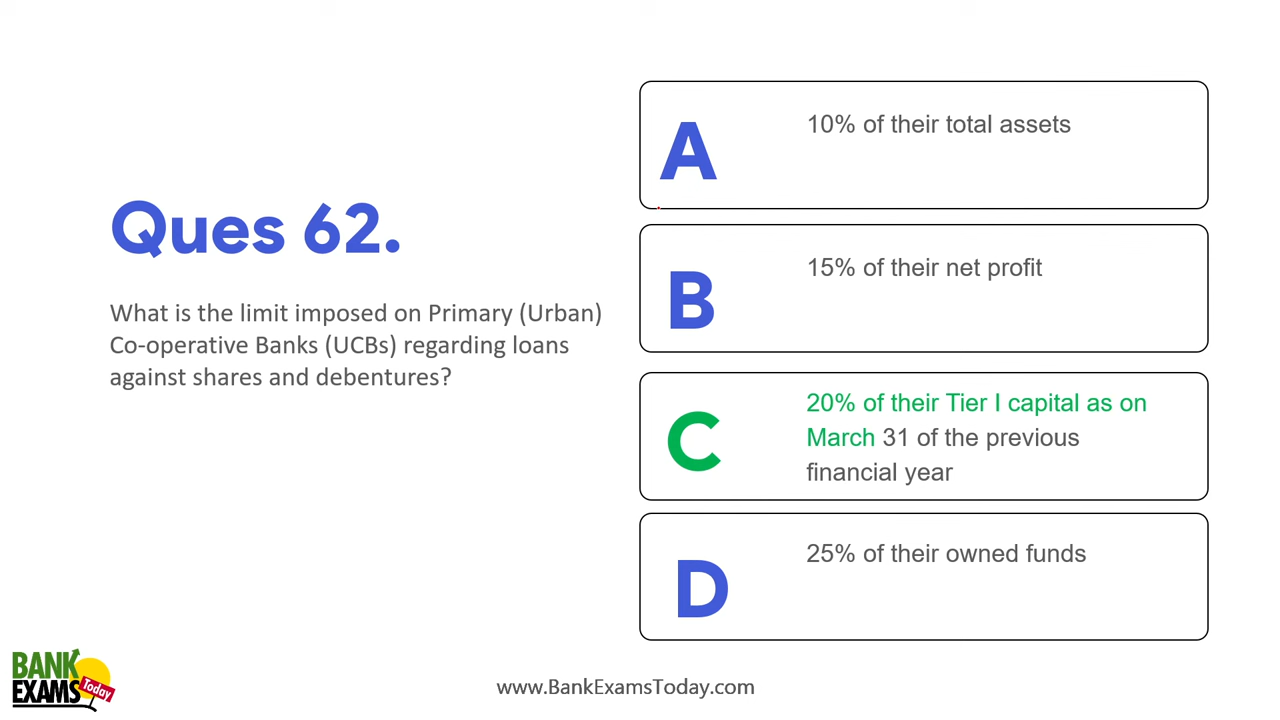 Ques 62.
What is the limit imposed on Primary (Urban)
Co-operative Banks (UCBs) regarding loans
against shares and debentures?
A
10% of their total assets
B
15% of their net profit
C
20% of their Tier I capital as on
March 31 of the previous
financial year
D
25% of their owned funds
BANK
EXAMS
Today
www.BankExamsToday.com